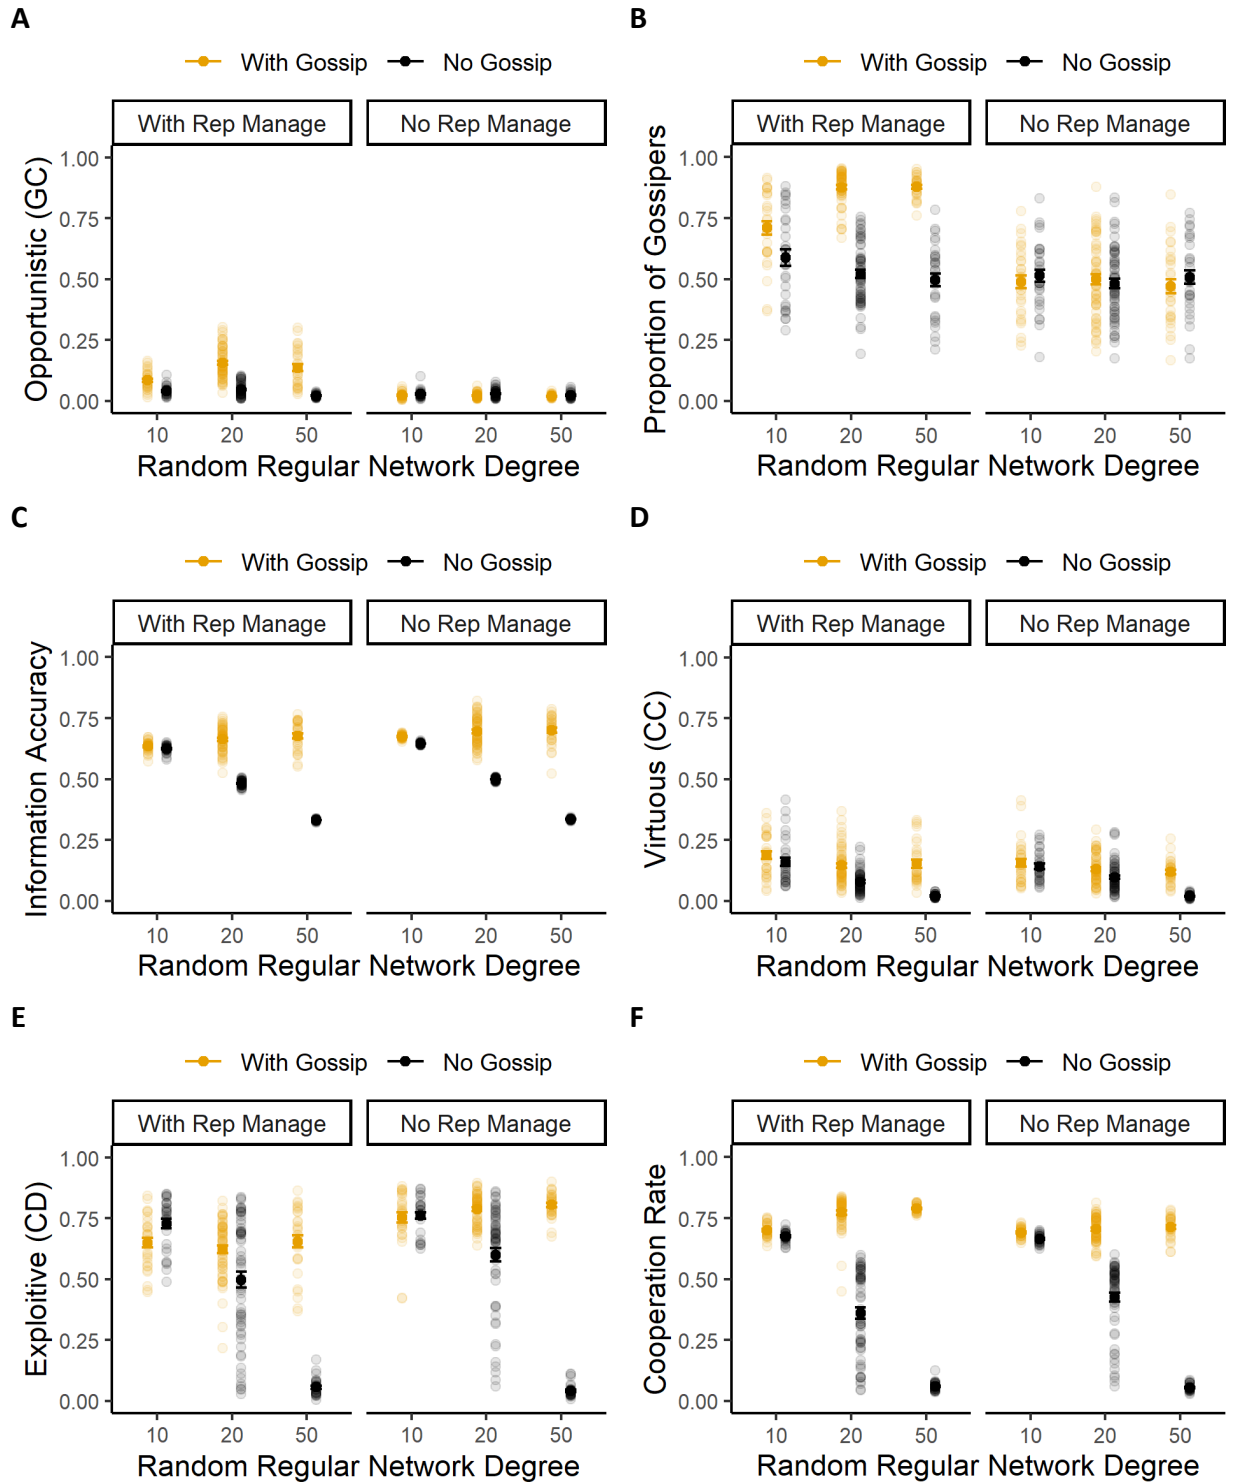 A
With Gossip No Gossip
With Rep Manage No Rep Manage
Opportunistic (GC)
1.00
0.75
0.50
0.25
0.00
10 20 50 10 20 50
Random Regular Network Degree
B
With Gossip No Gossip
With Rep Manage No Rep Manage
Proportion of Gossipers
1.00
0.75
0.50
0.25
0.00
10 20 50 10 20 50
Random Regular Network Degree
C
With Gossip No Gossip
With Rep Manage No Rep Manage
Information Accuracy
1.00
0.75
0.50
0.25
0.00
10 20 50 10 20 50
Random Regular Network Degree
D
With Gossip No Gossip
With Rep Manage No Rep Manage
Virtuous (CC)
1.00
0.75
0.50
0.25
0.00
10 20 50 10 20 50
Random Regular Network Degree
E
With Gossip No Gossip
With Rep Manage No Rep Manage
Exploitive (CD)
1.00
0.75
0.50
0.25
0.00
10 20 50 10 20 50
Random Regular Network Degree
F
With Gossip No Gossip
With Rep Manage No Rep Manage
Cooperation Rate
1.00
0.75
0.50
0.25
0.00
10 20 50 10 20 50
Random Regular Network Degree